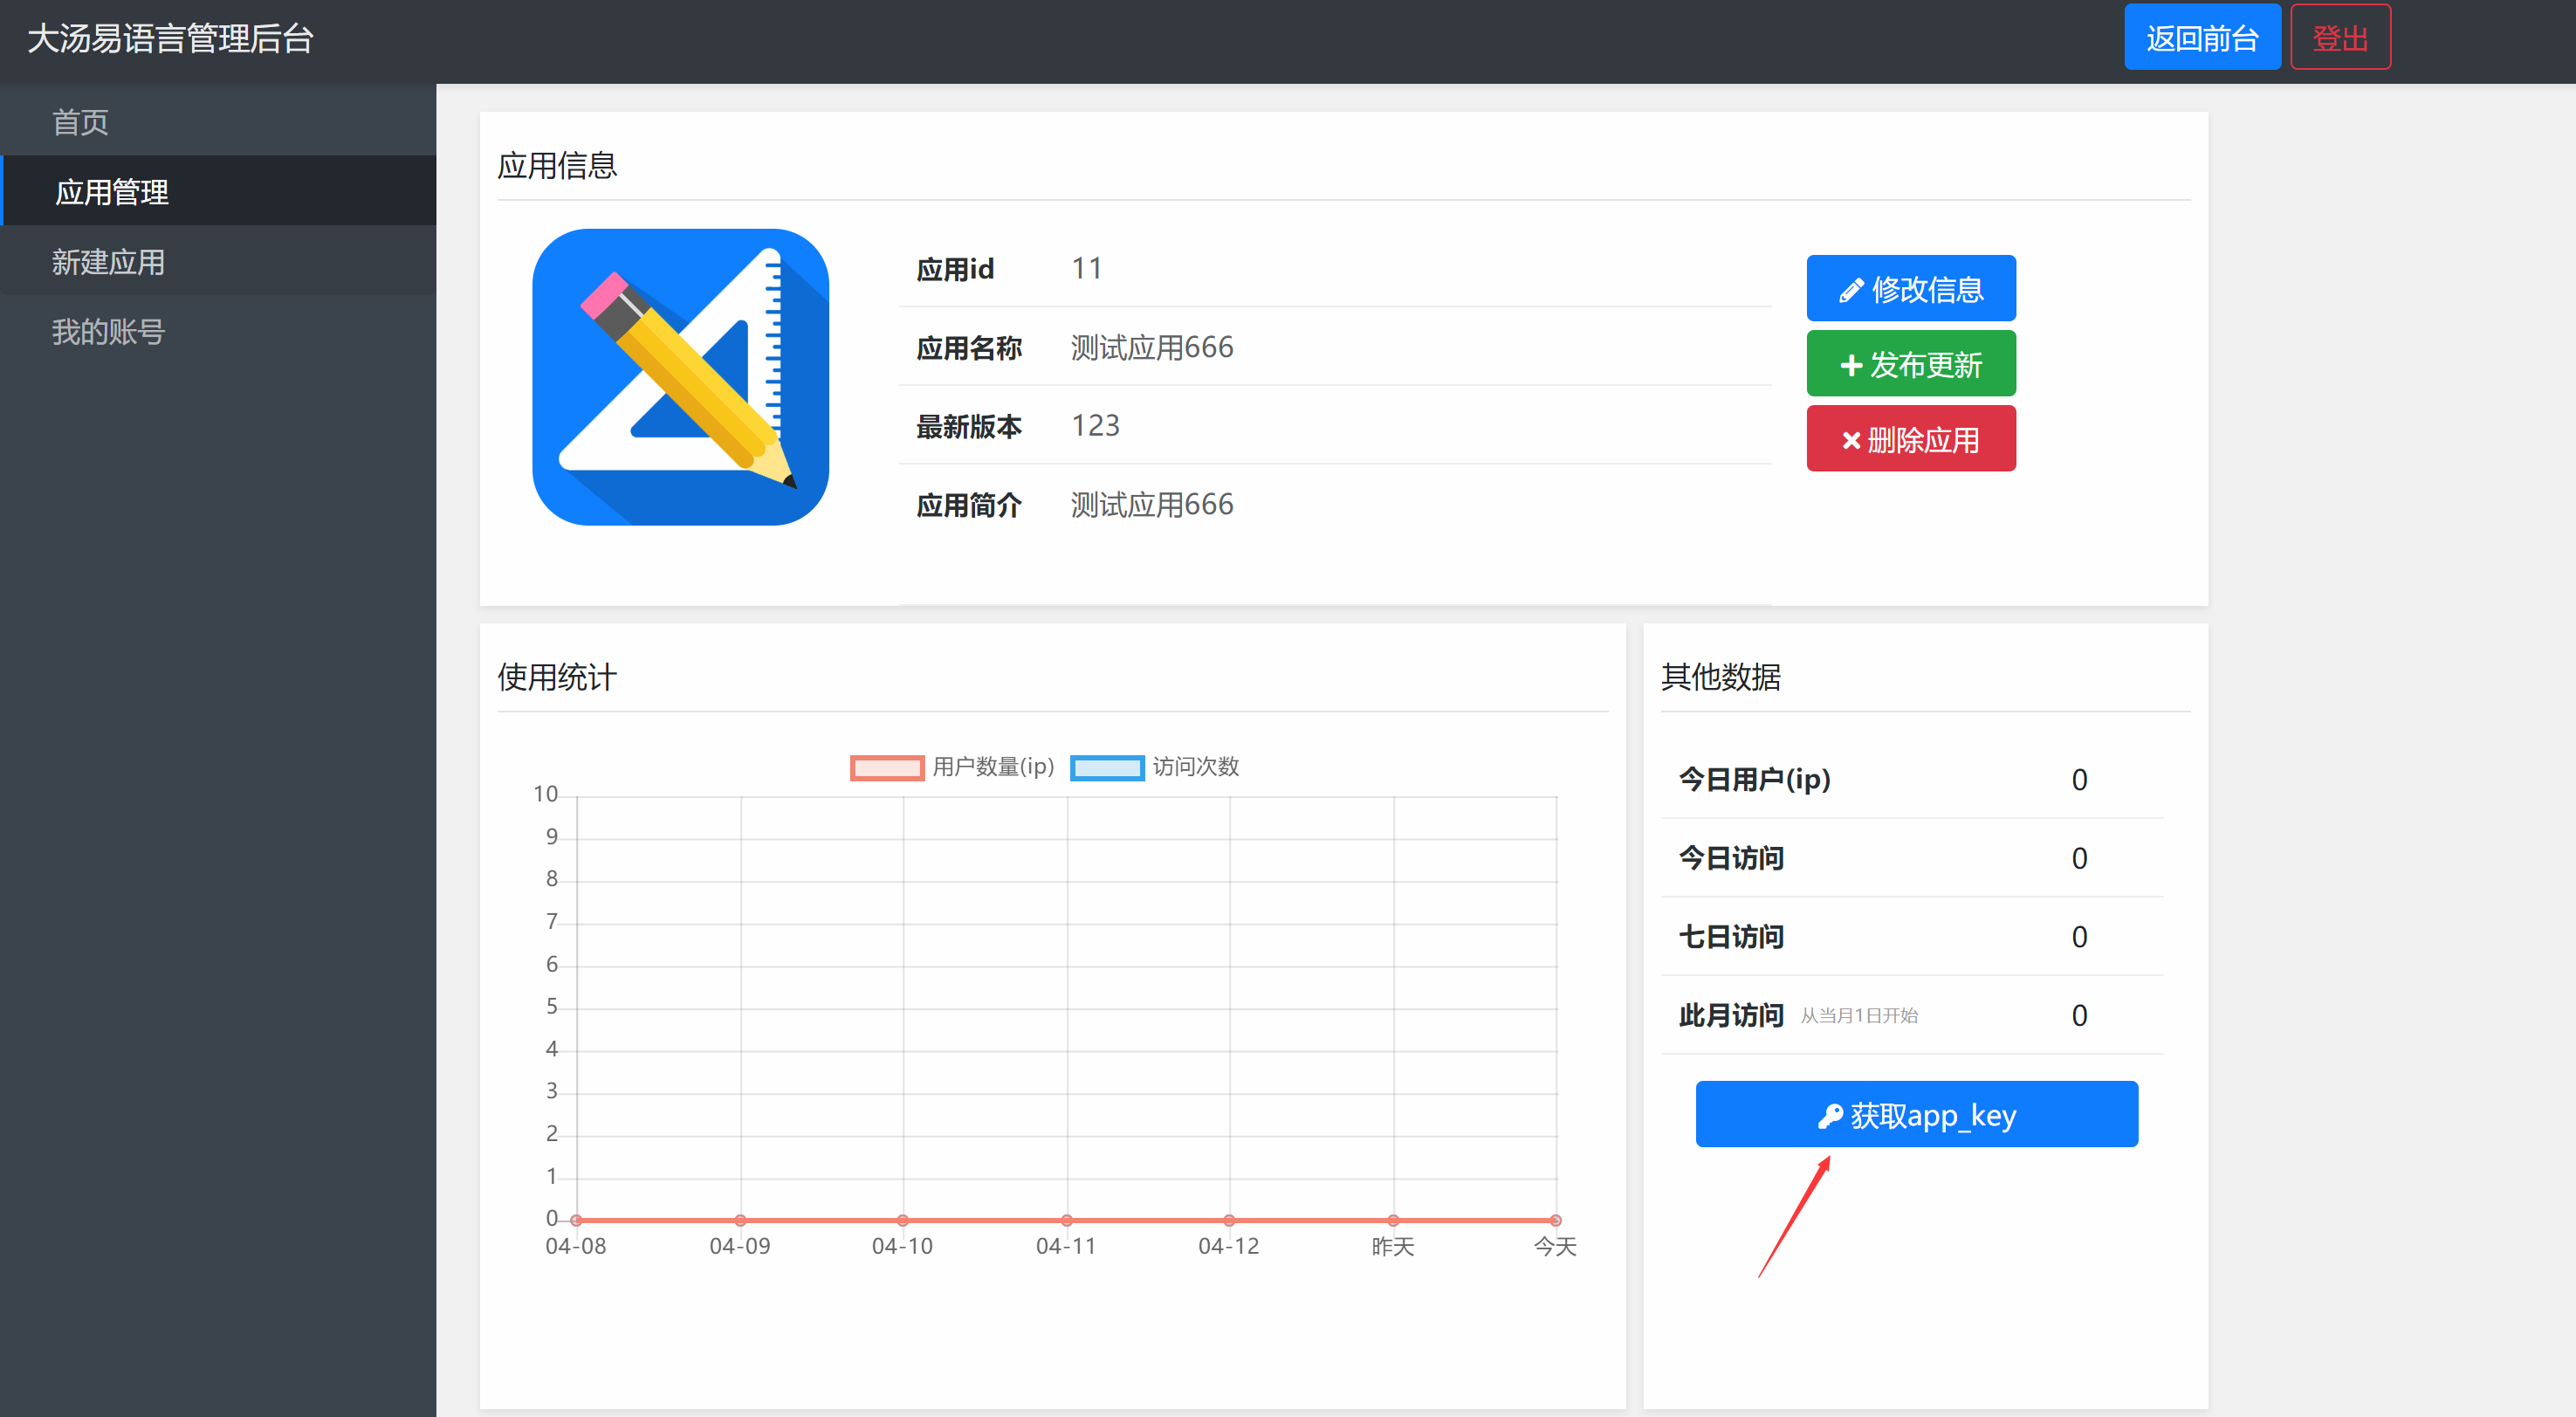 大汤易语言管理后台
返回前台
登出
首页
应用管理
新建应用
我的账号
应用信息
应用id 11
应用名称 测试应用666
最新版本 123
应用简介 测试应用666
修改信息
发布更新
删除应用
使用统计
用户数量(ip) 访问次数
10
9
8
7
6
5
4
3
2
1
0
04-08 04-09 04-10 04-11 04-12 昨天 今天
其他数据
今日用户(ip) 0
今日访问 0
七日访问 0
此月访问 从当月1日开始 0
获取app_key